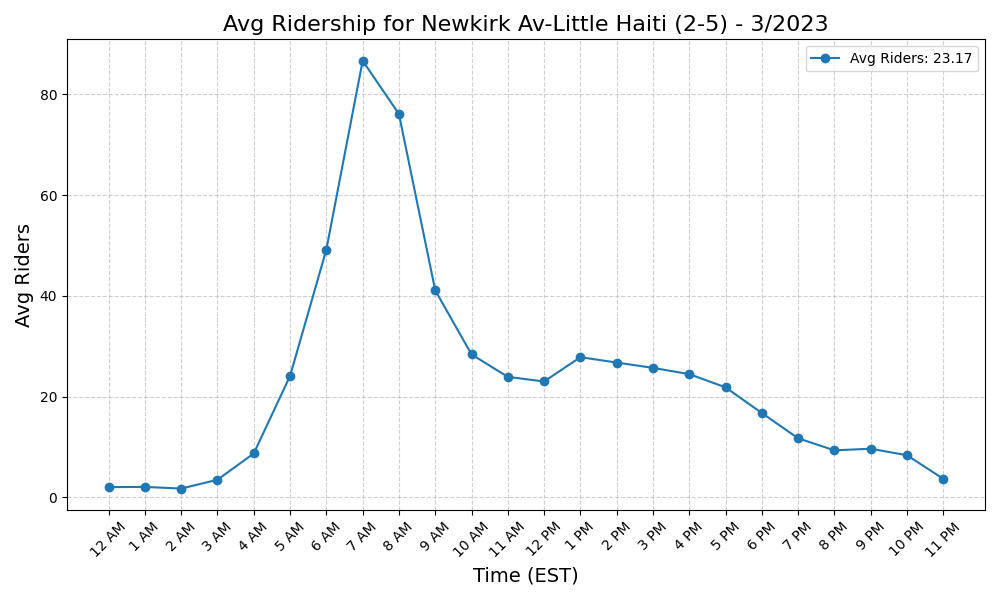 Avg Ridership for Newkirk Av-Little Haiti (2-5) - 3/2023
Avg Riders: 23.17
Avg Riders
80
60
40
20
0
12 AM
1 AM
2 AM
3 AM
4 AM
5 AM
6 AM
7 AM
8 AM
9 AM
10 AM
11 AM
12 PM
1 PM
2 PM
3 PM
4 PM
5 PM
6 PM
7 PM
8 PM
9 PM
10 PM
11 PM
Time (EST)